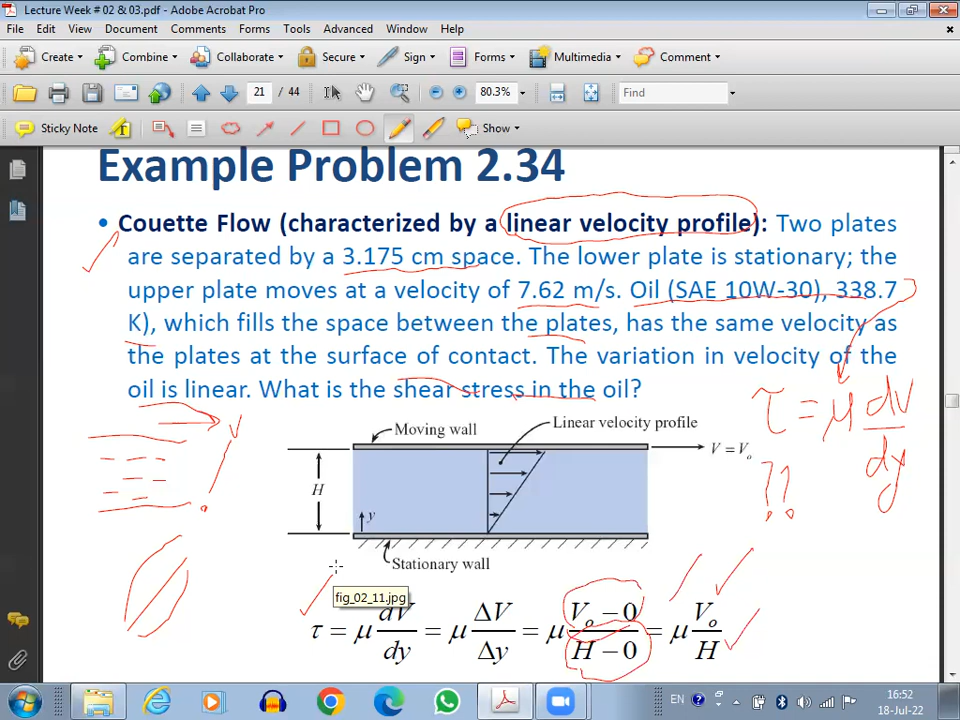 Lecture Week # 02 & 03.pdf - Adobe Acrobat Pro
File Edit View Document Comments Forms Tools Advanced Window Help
Create Combine Collaborate Secure Sign Forms Multimedia Comment
21 / 44 80.3% Find
Sticky Note Show
Example Problem 2.34
• Couette Flow (characterized by a linear velocity profile): Two plates
are separated by a 3.175 cm space. The lower plate is stationary; the
upper plate moves at a velocity of 7.62 m/s. Oil (SAE 10W-30), 338.7
K), which fills the space between the plates, has the same velocity as
the plates at the surface of contact. The variation in velocity of the
oil is linear. What is the shear stress in the oil?
τ = μ dV/dy
??
V
Moving wall
Linear velocity profile
V = Vo
H
y
Stationary wall
fig_02_11.jpg
τ = μ dV/dy = μ ΔV/Δy = μ (Vo − 0)/(H − 0) = μ Vo/H
EN
16:52
18-Jul-22